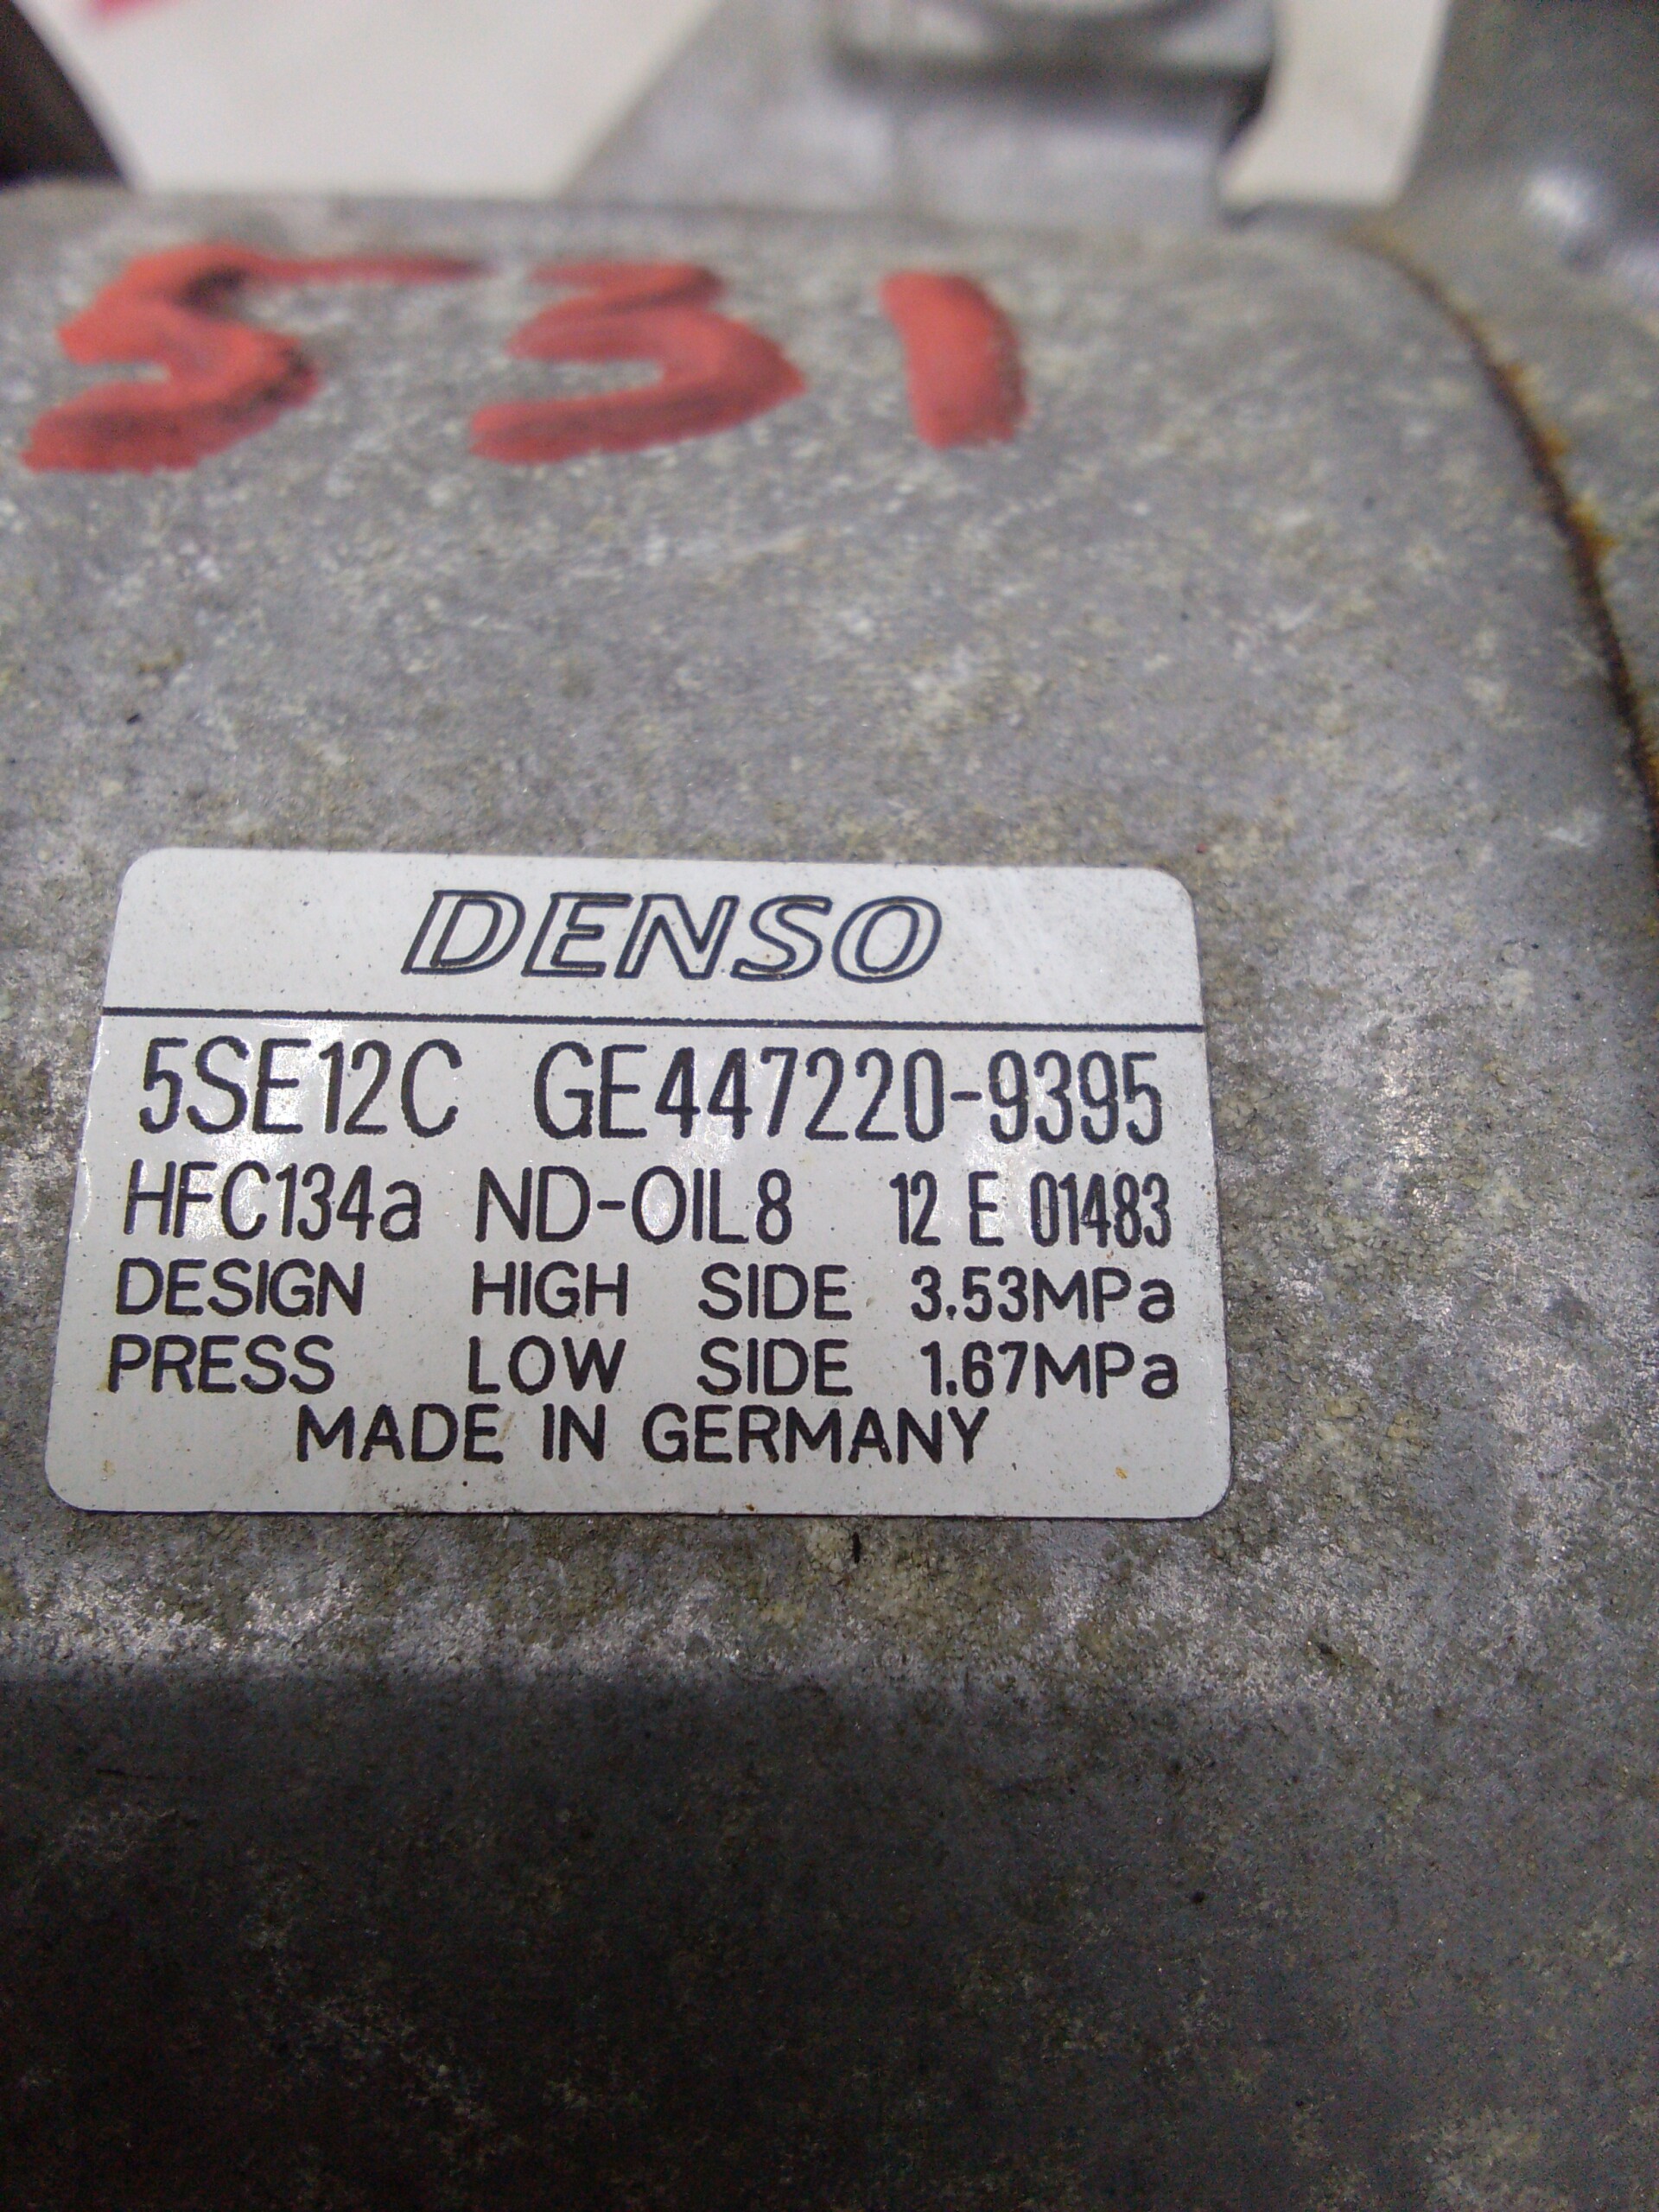 531
DENSO
5SE12C GE447220-9395
HFC134a ND-OIL8 12 E 01483
DESIGN HIGH SIDE 3.53MPa
PRESS LOW SIDE 1.67MPa
MADE IN GERMANY